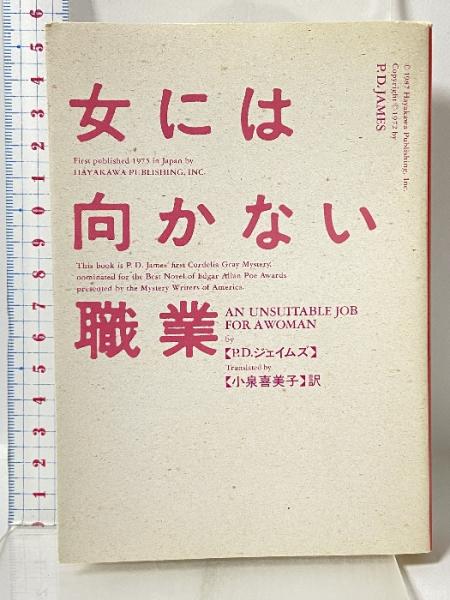 女には
First published 1975 in Japan by
HAYAKAWA PUBLISHING, INC.
向かない
This book is P. D. James' first Cordelia Gray Mystery,
nominated for the Best Novel of Edgar Allan Poe Awards
presented by the Mystery Writers of America.
職業
AN UNSUITABLE JOB
FOR A WOMAN
by
【P.D.ジェイムズ】
Translated by
【小泉喜美子】訳
© 1987 Hayakawa Publishing, Inc.
Copyright © 1972 by
P.D.JAMES